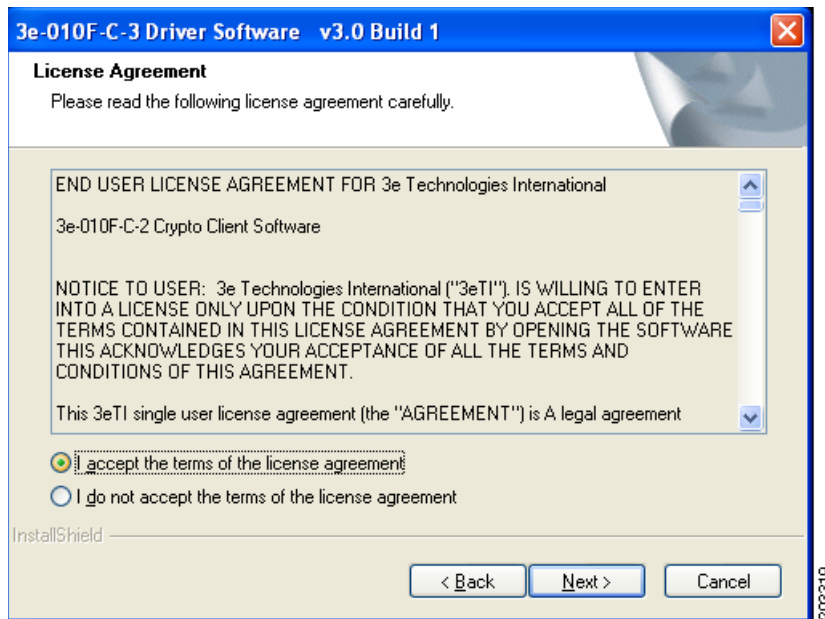 3e-010F-C-3 Driver Software v3.0 Build 1
License Agreement
Please read the following license agreement carefully.
END USER LICENSE AGREEMENT FOR 3e Technologies International
3e-010F-C-2 Crypto Client Software
NOTICE TO USER: 3e Technologies International ("3eTI"). IS WILLING TO ENTER
INTO A LICENSE ONLY UPON THE CONDITION THAT YOU ACCEPT ALL OF THE
TERMS CONTAINED IN THIS LICENSE AGREEMENT BY OPENING THE SOFTWARE
THIS ACKNOWLEDGES YOUR ACCEPTANCE OF ALL THE TERMS AND
CONDITIONS OF THIS AGREEMENT.
This 3eTI single user license agreement (the "AGREEMENT") is A legal agreement
I accept the terms of the license agreement
I do not accept the terms of the license agreement
InstallShield
< Back
Next >
Cancel